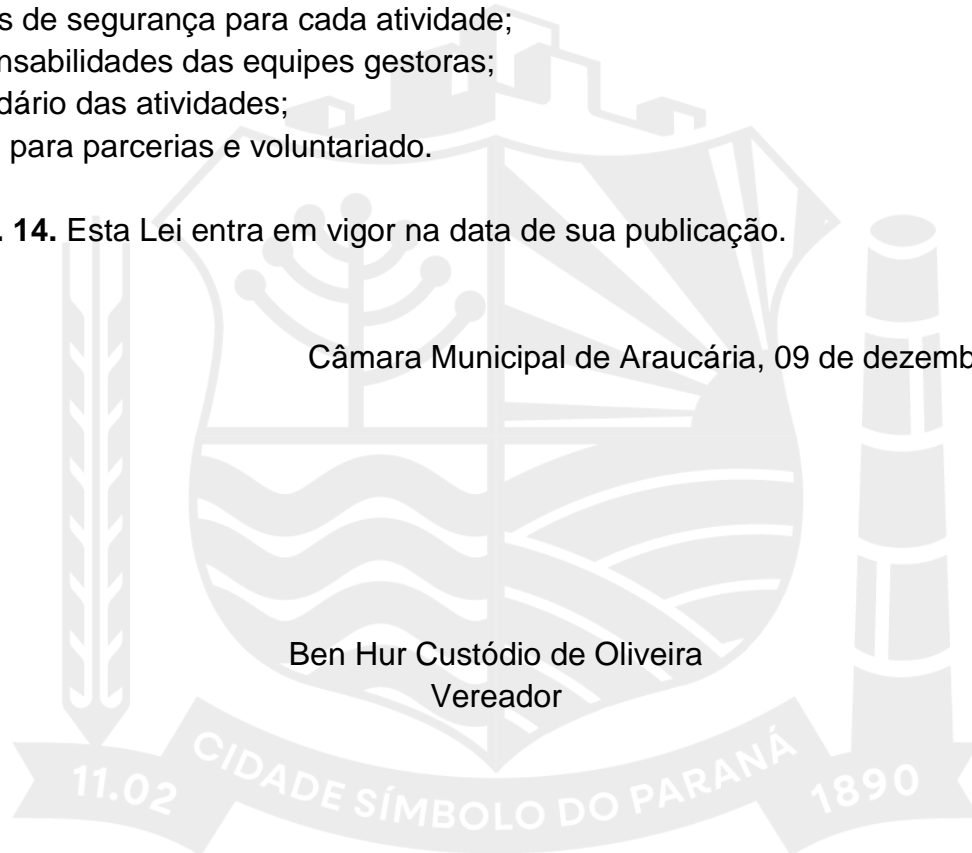 s de segurança para cada atividade;
nsabilidades das equipes gestoras;
dário das atividades;
para parcerias e voluntariado.
. 14. Esta Lei entra em vigor na data de sua publicação.
Câmara Municipal de Araucária, 09 de dezemb
Ben Hur Custódio de Oliveira
Vereador
11.02 CIDADE SÍMBOLO DO PARANÁ 1890